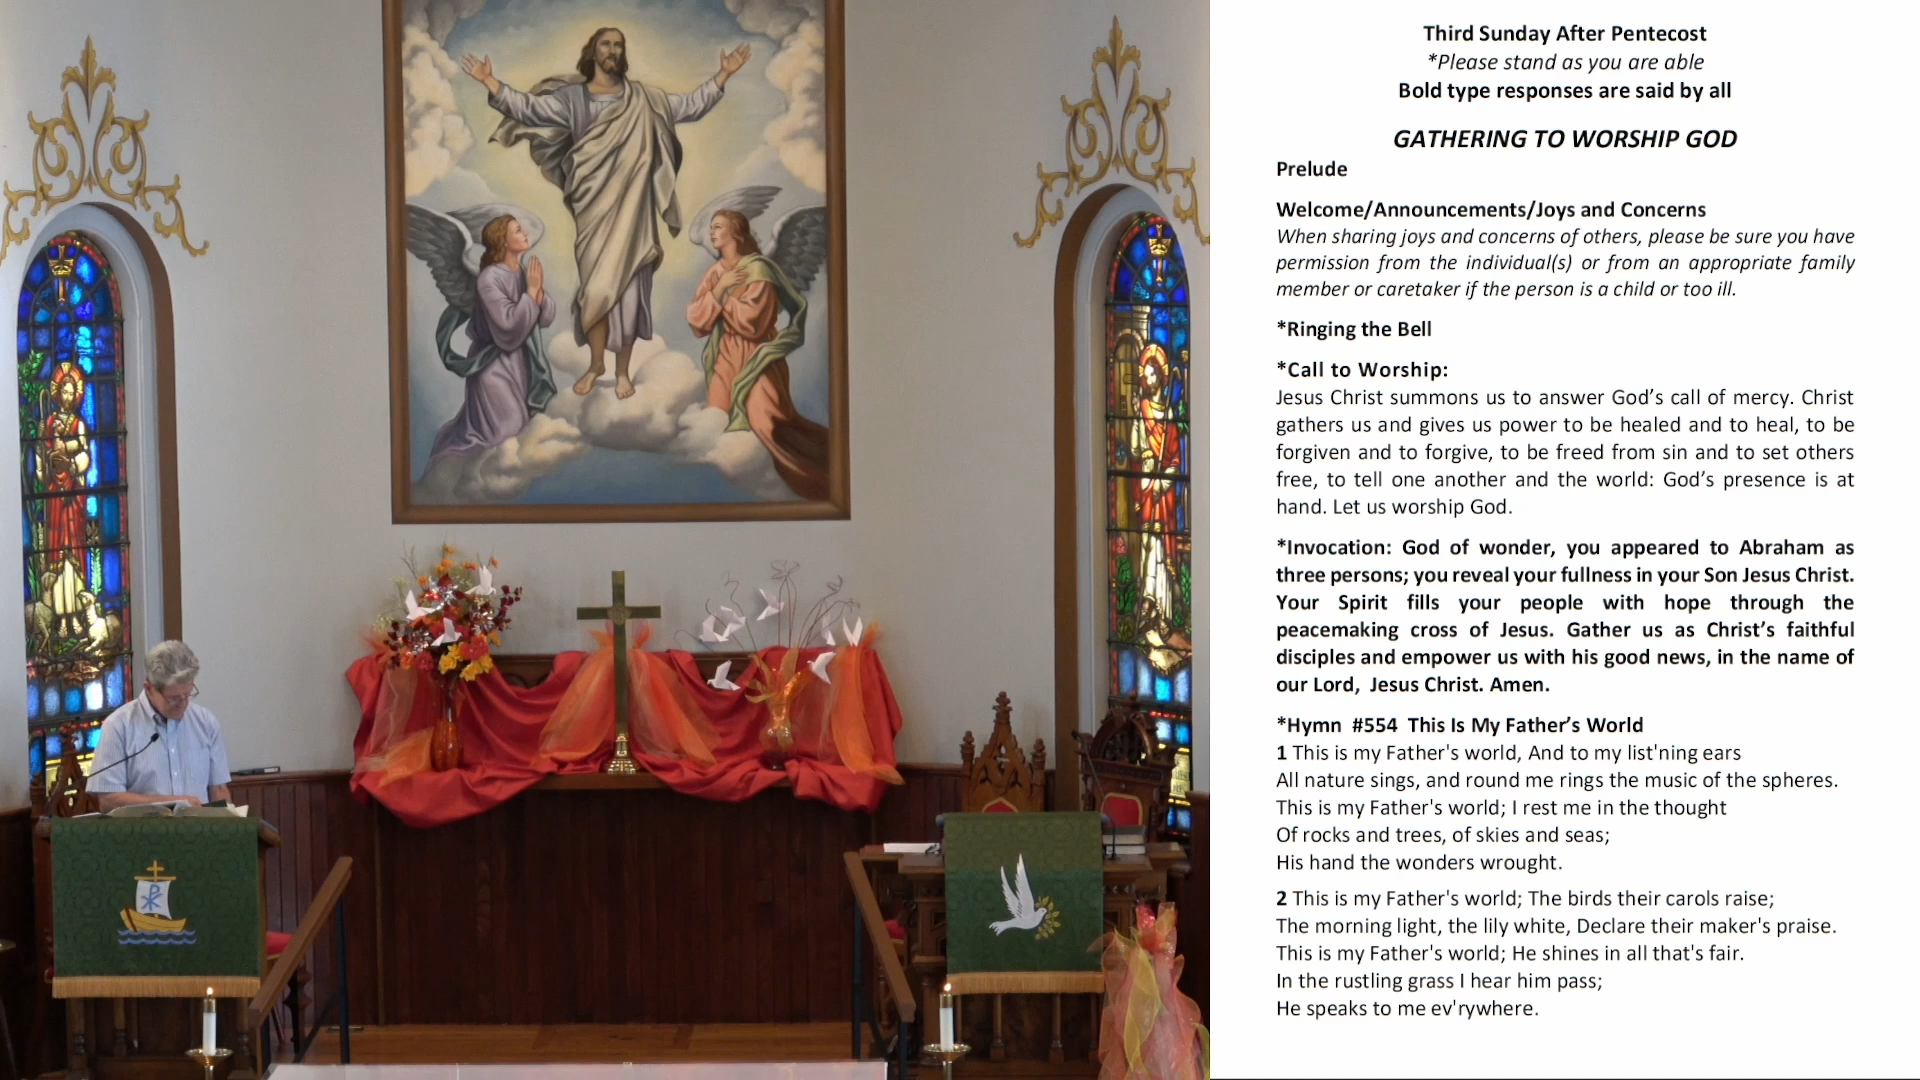 Third Sunday After Pentecost
*Please stand as you are able
Bold type responses are said by all
GATHERING TO WORSHIP GOD
Prelude
Welcome/Announcements/Joys and Concerns
When sharing joys and concerns of others, please be sure you have
permission from the individual(s) or from an appropriate family
member or caretaker if the person is a child or too ill.
*Ringing the Bell
*Call to Worship:
Jesus Christ summons us to answer God’s call of mercy. Christ
gathers us and gives us power to be healed and to heal, to be
forgiven and to forgive, to be freed from sin and to set others
free, to tell one another and the world: God’s presence is at
hand. Let us worship God.
*Invocation: God of wonder, you appeared to Abraham as
three persons; you reveal your fullness in your Son Jesus Christ.
Your Spirit fills your people with hope through the
peacemaking cross of Jesus. Gather us as Christ’s faithful
disciples and empower us with his good news, in the name of
our Lord, Jesus Christ. Amen.
*Hymn #554 This Is My Father’s World
1 This is my Father's world, And to my list'ning ears
All nature sings, and round me rings the music of the spheres.
This is my Father's world; I rest me in the thought
Of rocks and trees, of skies and seas;
His hand the wonders wrought.
2 This is my Father's world; The birds their carols raise;
The morning light, the lily white, Declare their maker's praise.
This is my Father's world; He shines in all that's fair.
In the rustling grass I hear him pass;
He speaks to me ev'rywhere.